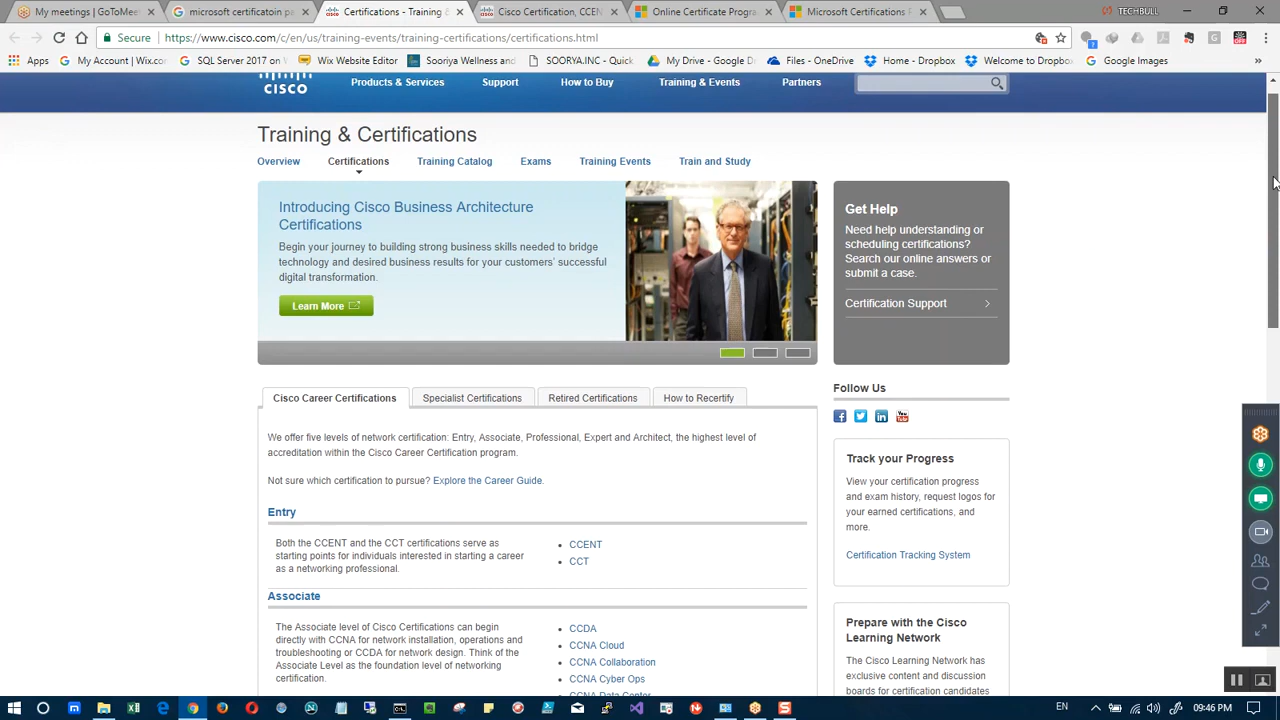 My meetings | GoToMeet
microsoft certificatoin p
Certifications - Training &
Cisco Certification, CCEN
Online Certificate Program
Microsoft Certifications
TECHBULL
Secure
https://www.cisco.com/c/en/us/training-events/training-certifications/certifications.html
Apps
My Account | Wix.co
SQL Server 2017 on
Wix Website Editor
Sooriya Wellness and
SOORYA.INC - Quick
My Drive - Google D
Files - OneDrive
Home - Dropbox
Welcome to Dropbox
Google Images
CISCO
Products & Services
Support
How to Buy
Training & Events
Partners
Training & Certifications
Overview
Certifications
Training Catalog
Exams
Training Events
Train and Study
Introducing Cisco Business Architecture
Certifications
Begin your journey to building strong business skills needed to bridge
technology and desired business results for your customers' successful
digital transformation.
Learn More
Get Help
Need help understanding or
scheduling certifications?
Search our online answers or
submit a case.
Certification Support
Cisco Career Certifications
Specialist Certifications
Retired Certifications
How to Recertify
We offer five levels of network certification: Entry, Associate, Professional, Expert and Architect, the highest level of
accreditation within the Cisco Career Certification program.
Not sure which certification to pursue? Explore the Career Guide.
Entry
Both the CCENT and the CCT certifications serve as
starting points for individuals interested in starting a career
as a networking professional.
• CCENT
• CCT
Associate
The Associate level of Cisco Certifications can begin
directly with CCNA for network installation, operations and
troubleshooting or CCDA for network design. Think of the
Associate Level as the foundation level of networking
certification.
• CCDA
• CCNA Cloud
• CCNA Collaboration
• CCNA Cyber Ops
• CCNA Data Center
Follow Us
Track your Progress
View your certification progress
and exam history, request logos for
your earned certifications, and
more.
Certification Tracking System
Prepare with the Cisco
Learning Network
The Cisco Learning Network has
exclusive content and discussion
boards for certification candidates
EN
09:46 PM